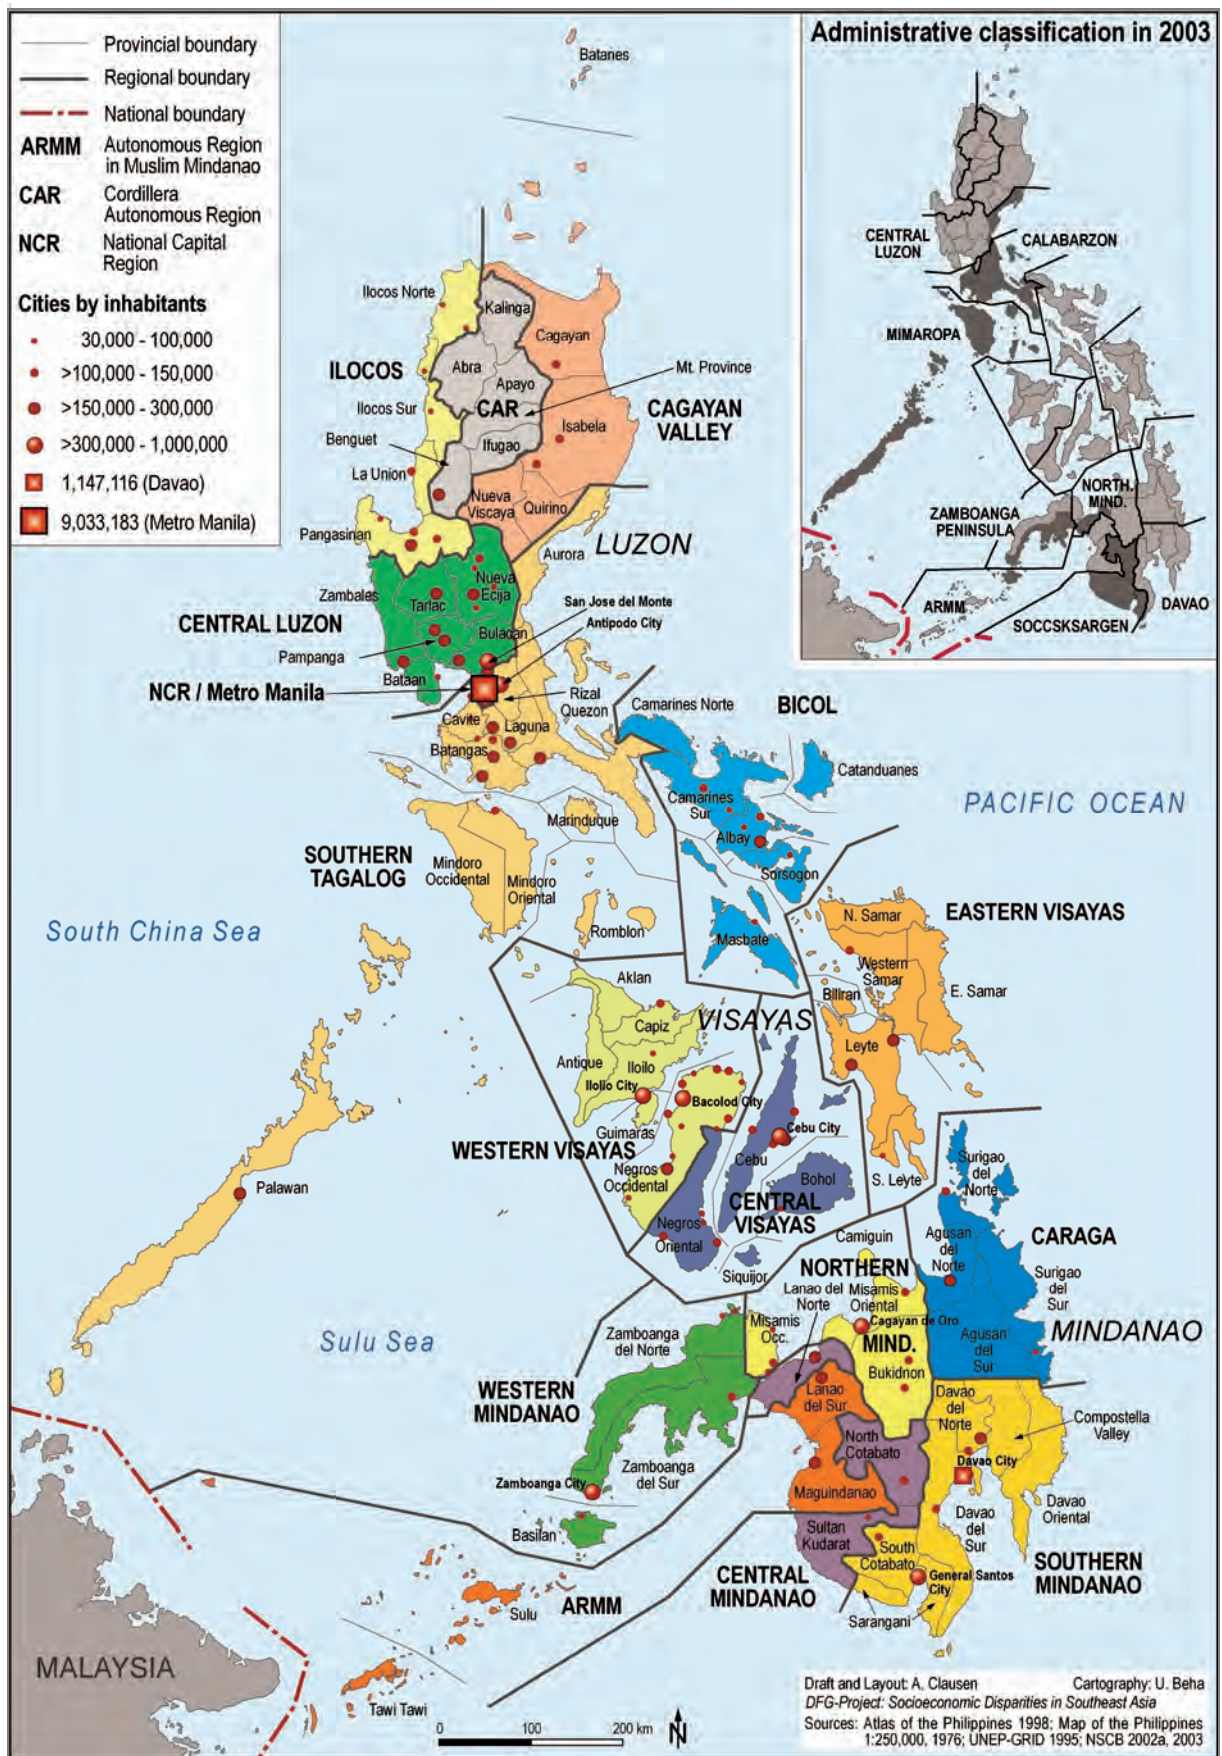 Provincial boundary
Regional boundary
National boundary
ARMM Autonomous Region
in Muslim Mindanao
CAR Cordillera
Autonomous Region
NCR National Capital
Region
Cities by inhabitants
30,000 - 100,000
>100,000 - 150,000
>150,000 - 300,000
>300,000 - 1,000,000
1,147,116 (Davao)
9,033,183 (Metro Manila)
Administrative classification in 2003
CENTRAL
LUZON
CALABARZON
MIMAROPA
NORTH.
MIND.
ZAMBOANGA
PENINSULA
ARMM
DAVAO
SOCCSKSARGEN
Batanes
Ilocos Norte
Kalinga
Cagayan
ILOCOS
Abra
Apayo
Mt. Province
CAR
CAGAYAN
VALLEY
Ilocos Sur
Isabela
Benguet
Ifugao
La Union
Nueva
Viscaya
Quirino
Pangasinan
Aurora
LUZON
Zambales
Tarlac
Nueva
Ecija
San Jose del Monte
CENTRAL LUZON
Bulacan
Antipodo City
Pampanga
Bataan
NCR / Metro Manila
Rizal
Quezon
Cavite
Laguna
Batangas
Camarines Norte
BICOL
Catanduanes
Camarines
Sur
PACIFIC OCEAN
Marinduque
Albay
SOUTHERN
TAGALOG
Mindoro
Occidental
Mindoro
Oriental
Sorsogon
South China Sea
Romblon
Masbate
N. Samar
EASTERN VISAYAS
Western
Samar
E. Samar
Biliran
Aklan
VISAYAS
Capiz
Leyte
Antique
Iloilo
Ilolio City
Bacolod City
Guimaras
Cebu City
WESTERN VISAYAS
Cebu
Negros
Occidental
Bohol
S. Leyte
Surigao
del
Norte
Palawan
CENTRAL
VISAYAS
Negros
Oriental
Siquijor
Camiguin
Agusan
del
Norte
CARAGA
NORTHERN
MIND.
Surigao
del
Sur
Lanao del
Norte
Misamis
Oriental
Cagayan de Oro
Misamis
Occ.
Sulu Sea
Zamboanga
del Norte
Agusan
del
Sur
MINDANAO
Bukidnon
WESTERN
MINDANAO
Lanao
del Sur
Davao
del
Norte
Compostella
Valley
North
Cotabato
Davao City
Zamboanga City
Zamboanga
del Sur
Maguindanao
Davao
Oriental
Basilan
Sultan
Kudarat
Davao
del
Sur
South
Cotabato
SOUTHERN
MINDANAO
CENTRAL
MINDANAO
General Santos
City
Sarangani
Sulu
ARMM
MALAYSIA
Tawi Tawi
0 100 200 km
N
Draft and Layout: A. Clausen Cartography: U. Beha
DFG-Project: Socioeconomic Disparities in Southeast Asia
Sources: Atlas of the Philippines 1998; Map of the Philippines
1:250,000, 1976; UNEP-GRID 1995; NSCB 2002a, 2003